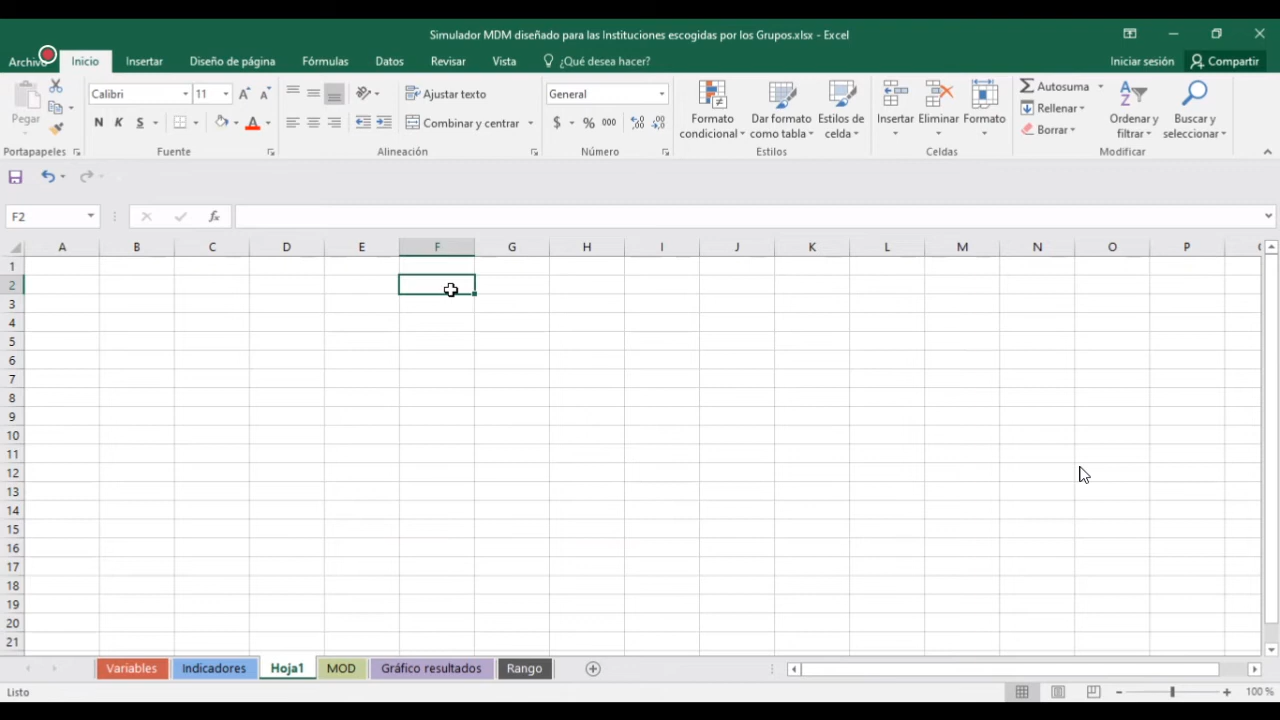 Simulador MDM diseñado para las Instituciones escogidas por los Grupos.xlsx - Excel
Archivo Inicio Insertar Diseño de página Fórmulas Datos Revisar Vista ¿Qué desea hacer? Iniciar sesión Compartir
Pegar
Calibri 11
N K S
Ajustar texto
Combinar y centrar
General
$ % 000
Formato condicional
Dar formato como tabla
Estilos de celda
Insertar Eliminar Formato
Autosuma
Rellenar
Borrar
Ordenar y filtrar
Buscar y seleccionar
Portapapeles Fuente Alineación Número Estilos Celdas Modificar
F2 fx
A B C D E F G H I J K L M N O P
1
2
3
4
5
6
7
8
9
10
11
12
13
14
15
16
17
18
19
20
21
Variables Indicadores Hoja1 MOD Gráfico resultados Rango
Listo 100 %